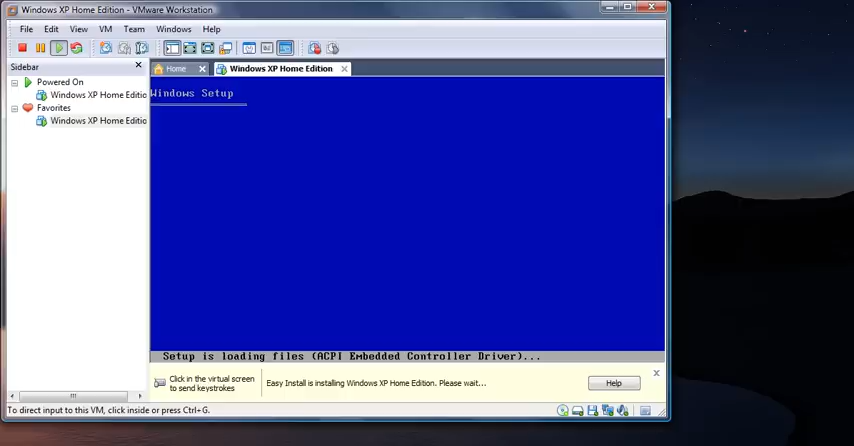 Windows XP Home Edition - VMware Workstation
File Edit View VM Team Windows Help
Sidebar
Home
Windows XP Home Edition
Powered On
Windows XP Home Editio
Favorites
Windows XP Home Editio
Windows Setup
Setup is loading files (ACPI Embedded Controller Driver)...
Click in the virtual screen
to send keystrokes
Easy Install is installing Windows XP Home Edition. Please wait...
Help
To direct input to this VM, click inside or press Ctrl+G.